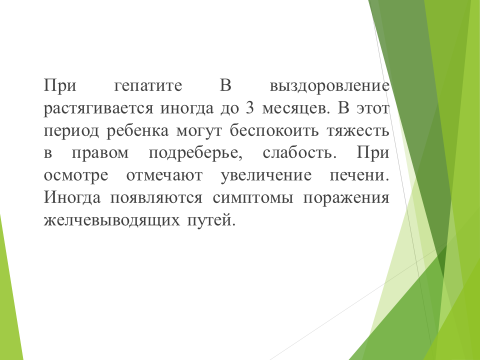 При гепатите В выздоровление
растягивается иногда до 3 месяцев. В этот
период ребенка могут беспокоить тяжесть
в правом подреберье, слабость. При
осмотре отмечают увеличение печени.
Иногда появляются симптомы поражения
желчевыводящих путей.